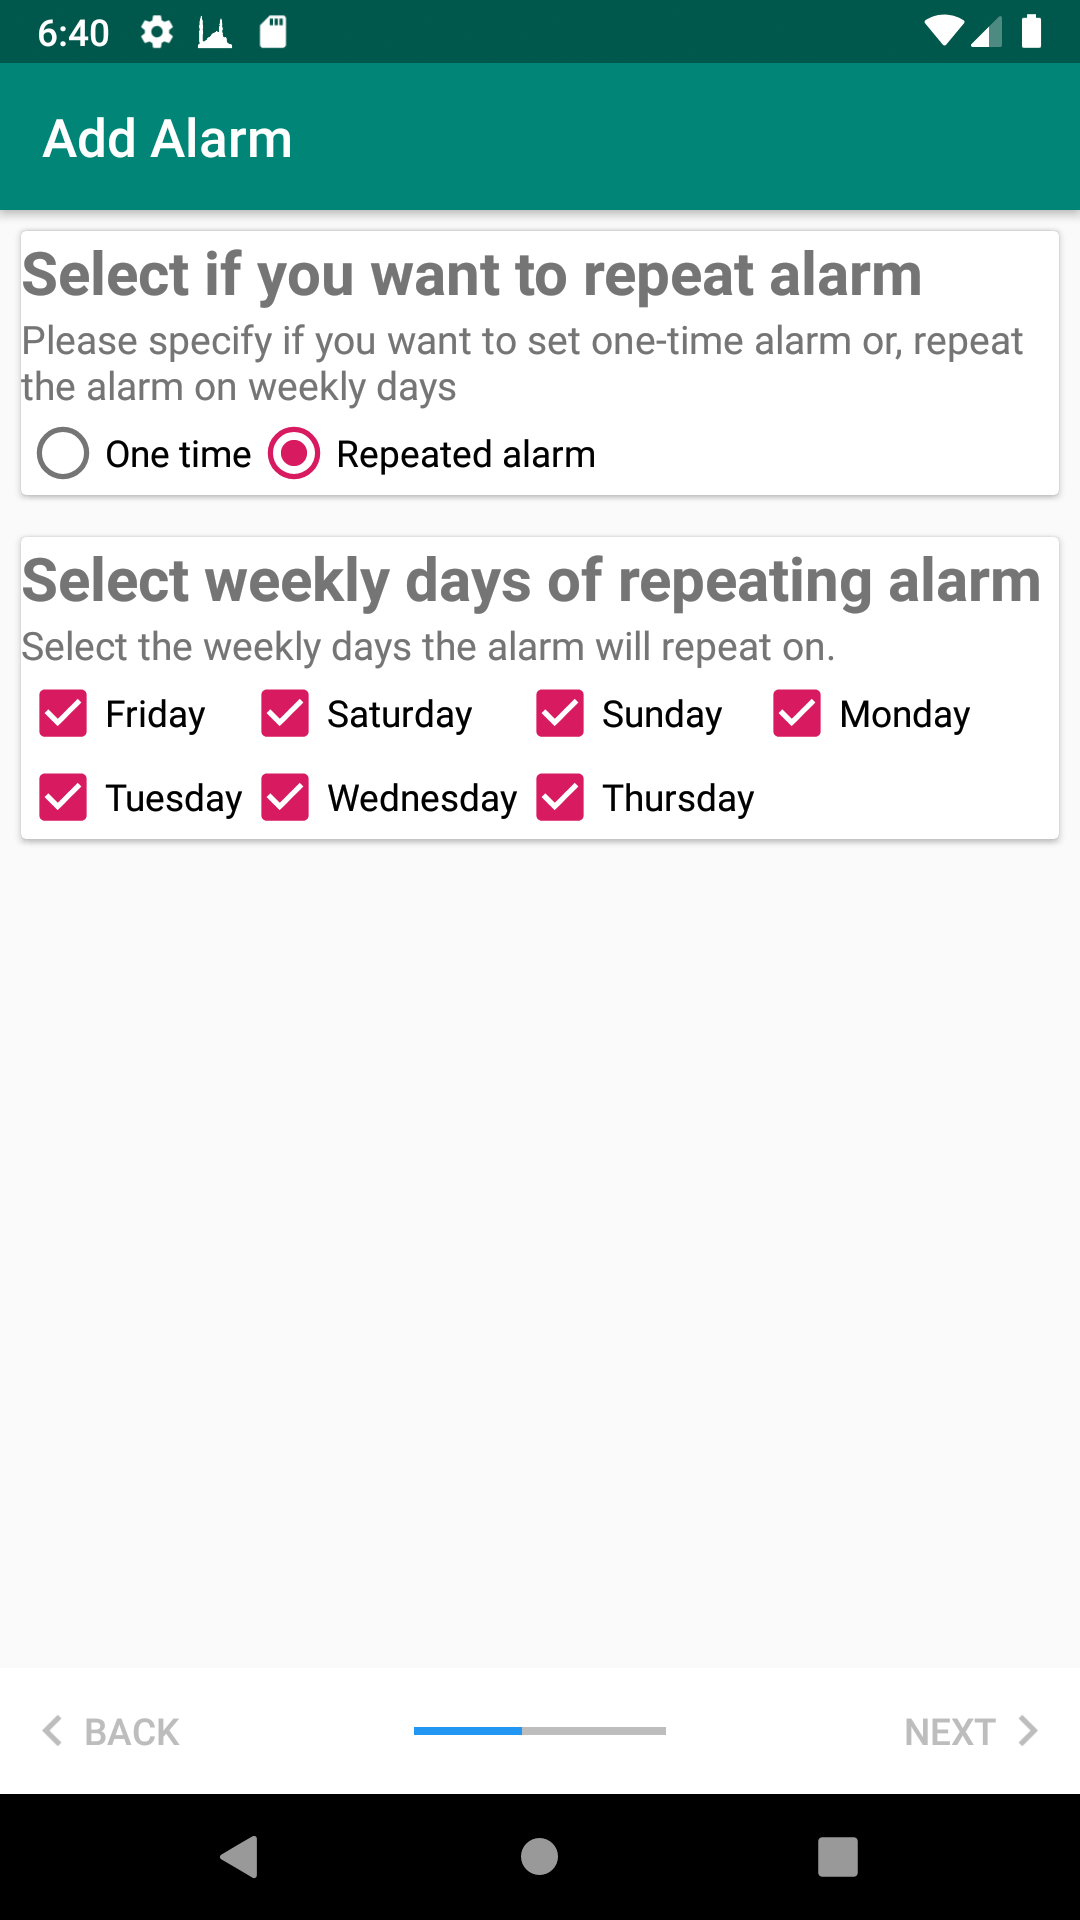 6:40
Add Alarm
Select if you want to repeat alarm
Please specify if you want to set one-time alarm or, repeat
the alarm on weekly days
One time Repeated alarm
Select weekly days of repeating alarm
Select the weekly days the alarm will repeat on.
Friday Saturday Sunday Monday
Tuesday Wednesday Thursday
BACK NEXT